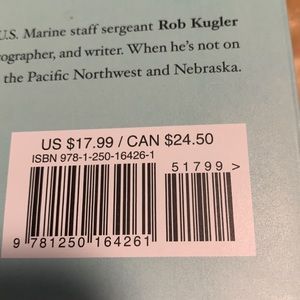 U.S. Marine staff sergeant Rob Kugler
ographer, and writer. When he's not on
the Pacific Northwest and Nebraska.
US $17.99 / CAN $24.50
ISBN 978-1-250-16426-1
51799 >
9 781250 164261